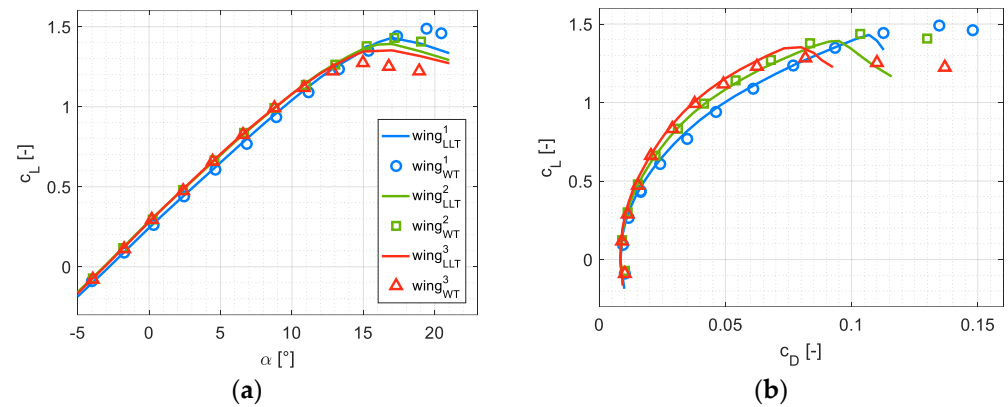 1.5
1
0.5
0
-5
0
5
10
15
20
c_L [-]
α [°]
wing^1_LLT
wing^1_WT
wing^2_LLT
wing^2_WT
wing^3_LLT
wing^3_WT
(a)
1.5
1
0.5
0
0
0.05
0.1
0.15
c_L [-]
c_D [-]
(b)